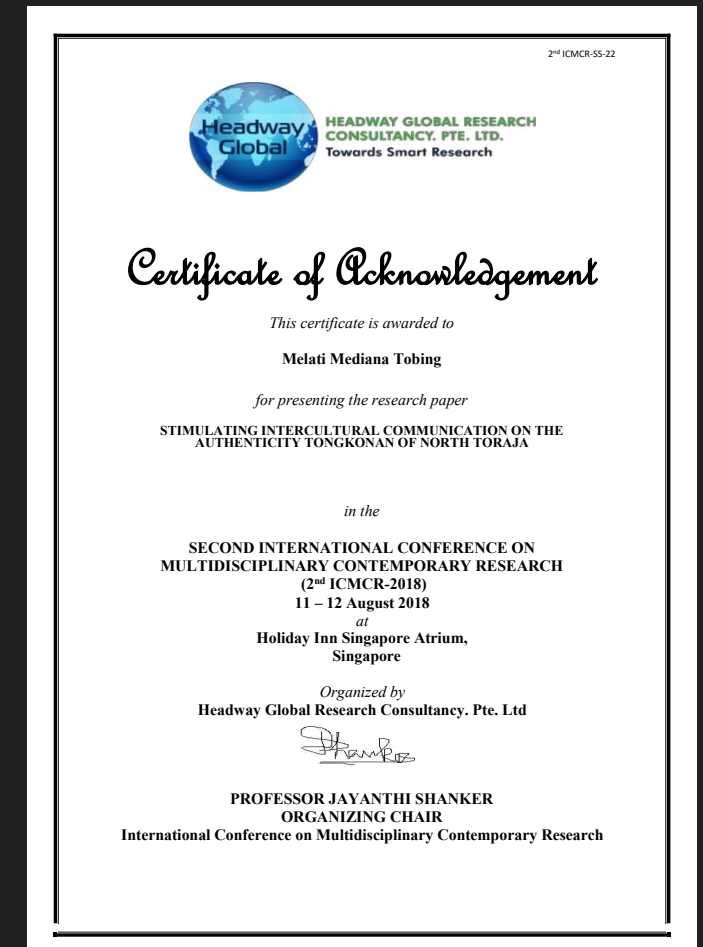 2nd ICMCR-SS-22
Headway
Global
HEADWAY GLOBAL RESEARCH
CONSULTANCY. PTE. LTD.
Towards Smart Research
Certificate of Acknowledgement
This certificate is awarded to
Melati Mediana Tobing
for presenting the research paper
STIMULATING INTERCULTURAL COMMUNICATION ON THE
AUTHENTICITY TONGKONAN OF NORTH TORAJA
in the
SECOND INTERNATIONAL CONFERENCE ON
MULTIDISCIPLINARY CONTEMPORARY RESEARCH
(2nd ICMCR-2018)
11 – 12 August 2018
at
Holiday Inn Singapore Atrium,
Singapore
Organized by
Headway Global Research Consultancy. Pte. Ltd
PROFESSOR JAYANTHI SHANKER
ORGANIZING CHAIR
International Conference on Multidisciplinary Contemporary Research